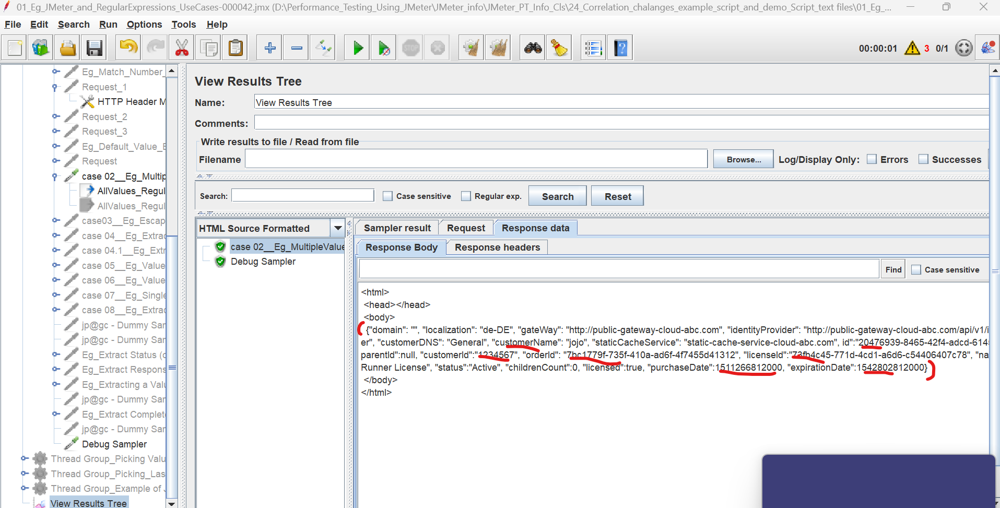 01_Eg_JMeter_and_RegularExpressions_UseCases-000042.jmx (D:\Performance_Testing_Using_JMeter\JMeter_info\JMeter_PT_Info_Cls\24_Correlation_chalanges_example_script_and_demo_Script_text files\01_Eg_...
File Edit Search Run Options Tools Help
STOP
00:00:01 3 0/1
Eg_Match_Number_
Request_1
HTTP Header M
Request_2
Request_3
Eg_Default_Value_E
Request
case 02__Eg_Multip
AllValues_Regul
AllValues_Regul
case03__Eg_Escap
case 04__Eg_Extrac
case 04.1__Eg_Extr
case 05__Eg_Value
case 06__Eg_Value
case 07__Eg_Single
case 08__Eg_Extrac
jp@gc - Dummy Sar
jp@gc - Dummy Sar
Eg_Extract Status (c
Eg_Extract Respons
Eg_Extracting a Valu
jp@gc - Dummy Sar
Eg_Extract Complete
jp@gc - Dummy Sar
Debug Sampler
Thread Group_Picking Valu
Thread Group_Picking_Las
Thread Group_Example of J
View Results Tree
View Results Tree
Name: View Results Tree
Comments:
Write results to file / Read from file
Filename Browse... Log/Display Only: Errors Successes
Search: Case sensitive Regular exp. Search Reset
HTML Source Formatted
case 02__Eg_MultipleValue
Debug Sampler
Sampler result Request Response data
Response Body Response headers
Find Case sensitive
<html>
<head></head>
<body>
{"domain": "", "localization": "de-DE", "gateWay": "http://public-gateway-cloud-abc.com", "identityProvider": "http://public-gateway-cloud-abc.com/api/v1/i
er", "customerDNS": "General", "customerName": "jojo", "staticCacheService": "static-cache-service-cloud-abc.com", id":"20476939-8465-42f4-adcd-614
parentId":null, "customerId":"1234567", "orderId": "7bc1779f-735f-410a-ad6f-4f7455d41312", "licenseId":"73fb4c45-771d-4cd1-a6d6-c54406407c78", "na
Runner License", "status":"Active", "childrenCount":0, "licensed":true, "purchaseDate":1511266812000, "expirationDate":1542802812000}
</body>
</html>